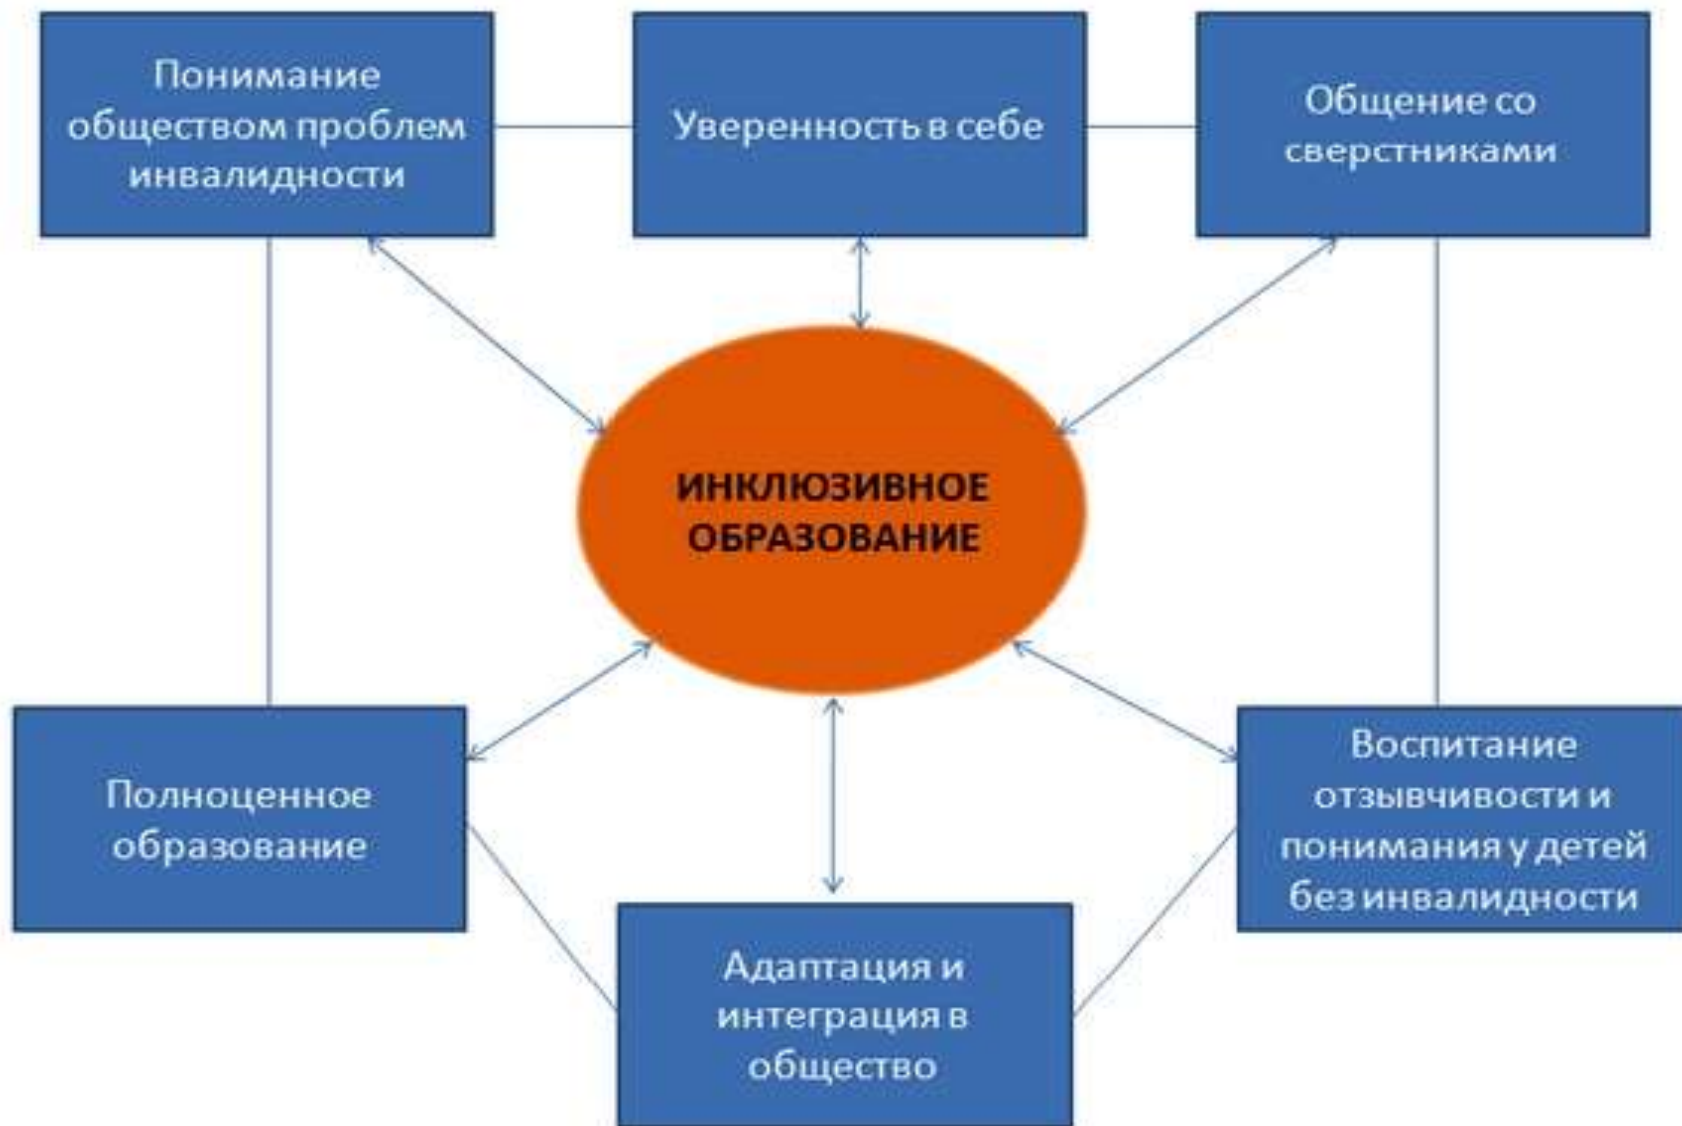 Понимание
обществом проблем
инвалидности
Уверенность в себе
Общение со
сверстниками
ИНКЛЮЗИВНОЕ
ОБРАЗОВАНИЕ
Полноценное
образование
Адаптация и
интеграция в
общество
Воспитание
отзывчивости и
понимания у детей
без инвалидности